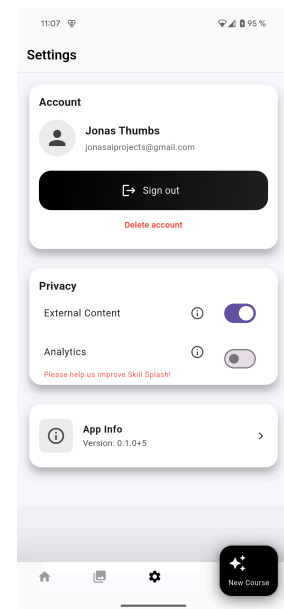 11:07
95 %
Settings
Account
Jonas Thumbs
jonasaiprojects@gmail.com
Sign out
Delete account
Privacy
External Content
Analytics
Please help us improve Skill Splash!
App Info
Version: 0.1.0+5
New Course